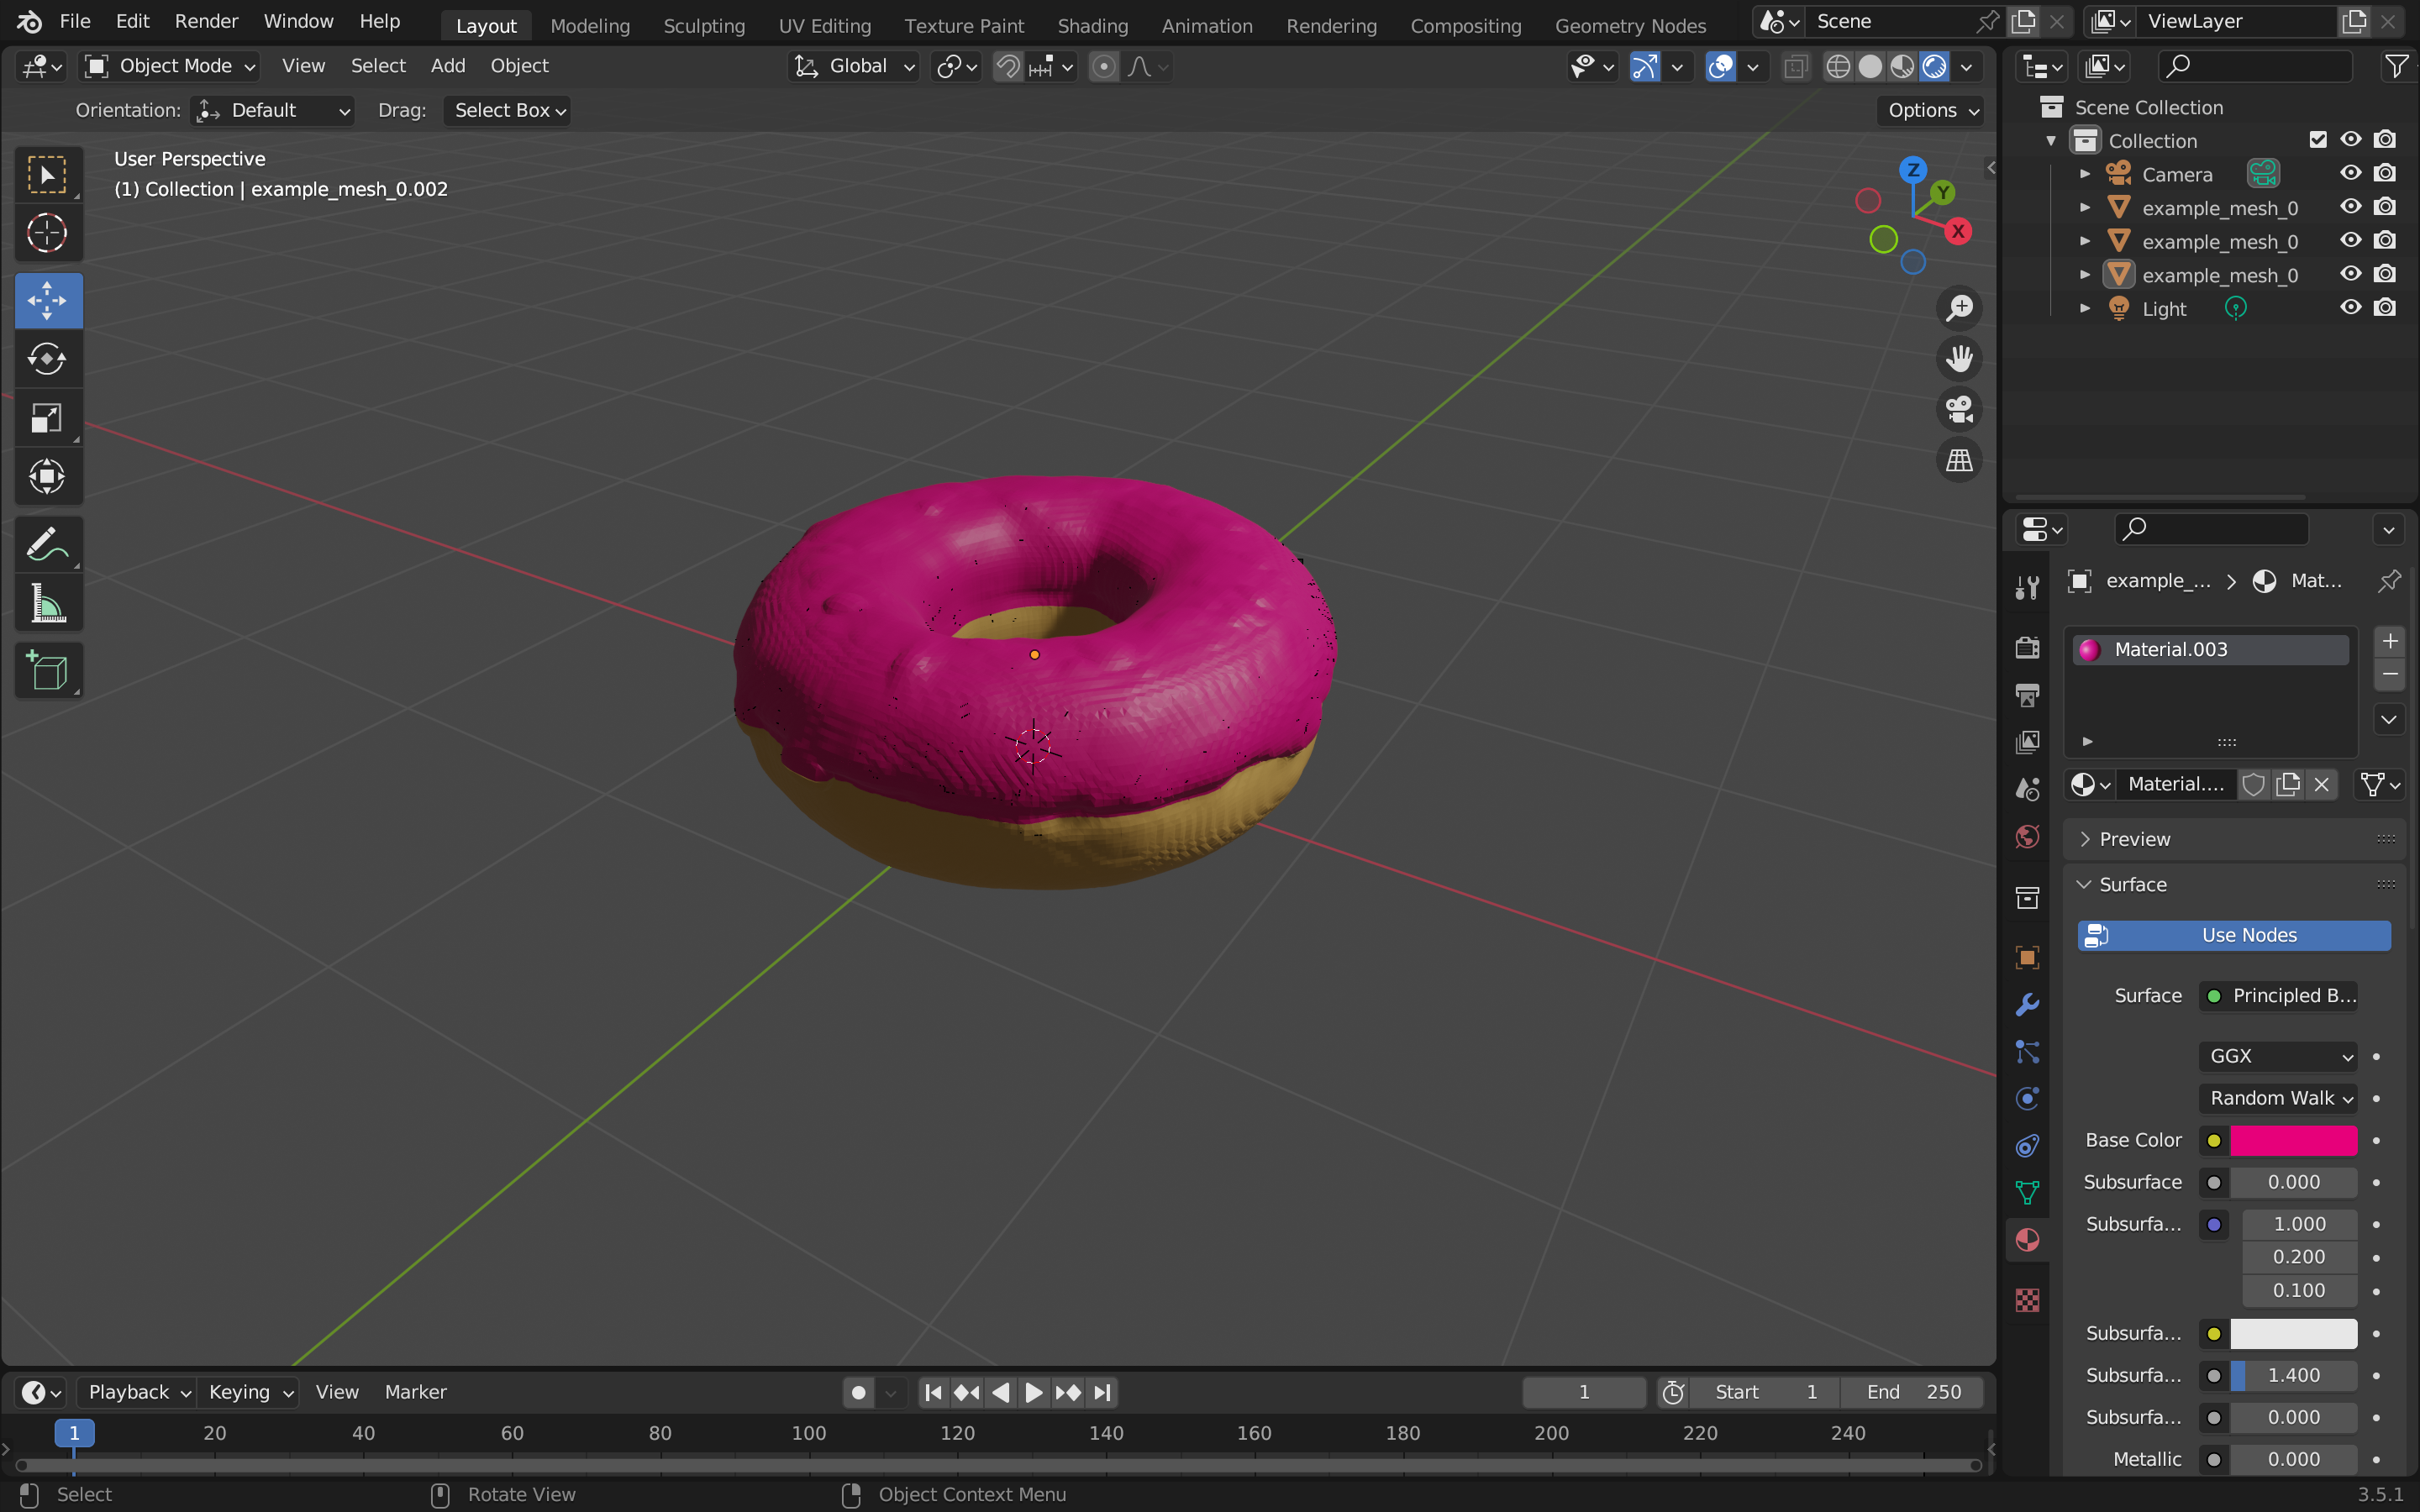 File Edit Render Window Help Layout Modeling Sculpting UV Editing Texture Paint Shading Animation Rendering Compositing Geometry Nodes Scene ViewLayer
Object Mode View Select Add Object Global
Orientation: Default Drag: Select Box Options
User Perspective
(1) Collection | example_mesh_0.002
Z
Y
X
Scene Collection
Collection
Camera
example_mesh_0
example_mesh_0
example_mesh_0
Light
example_... > Mat...
Material.003
Material....
Preview
Surface
Use Nodes
Surface Principled B...
GGX
Random Walk
Base Color
Subsurface 0.000
Subsurfa... 1.000
0.200
0.100
Subsurfa...
Subsurfa... 1.400
Subsurfa... 0.000
Metallic 0.000
Playback Keying View Marker 1 Start 1 End 250
1 20 40 60 80 100 120 140 160 180 200 220 240
Select Rotate View Object Context Menu 3.5.1